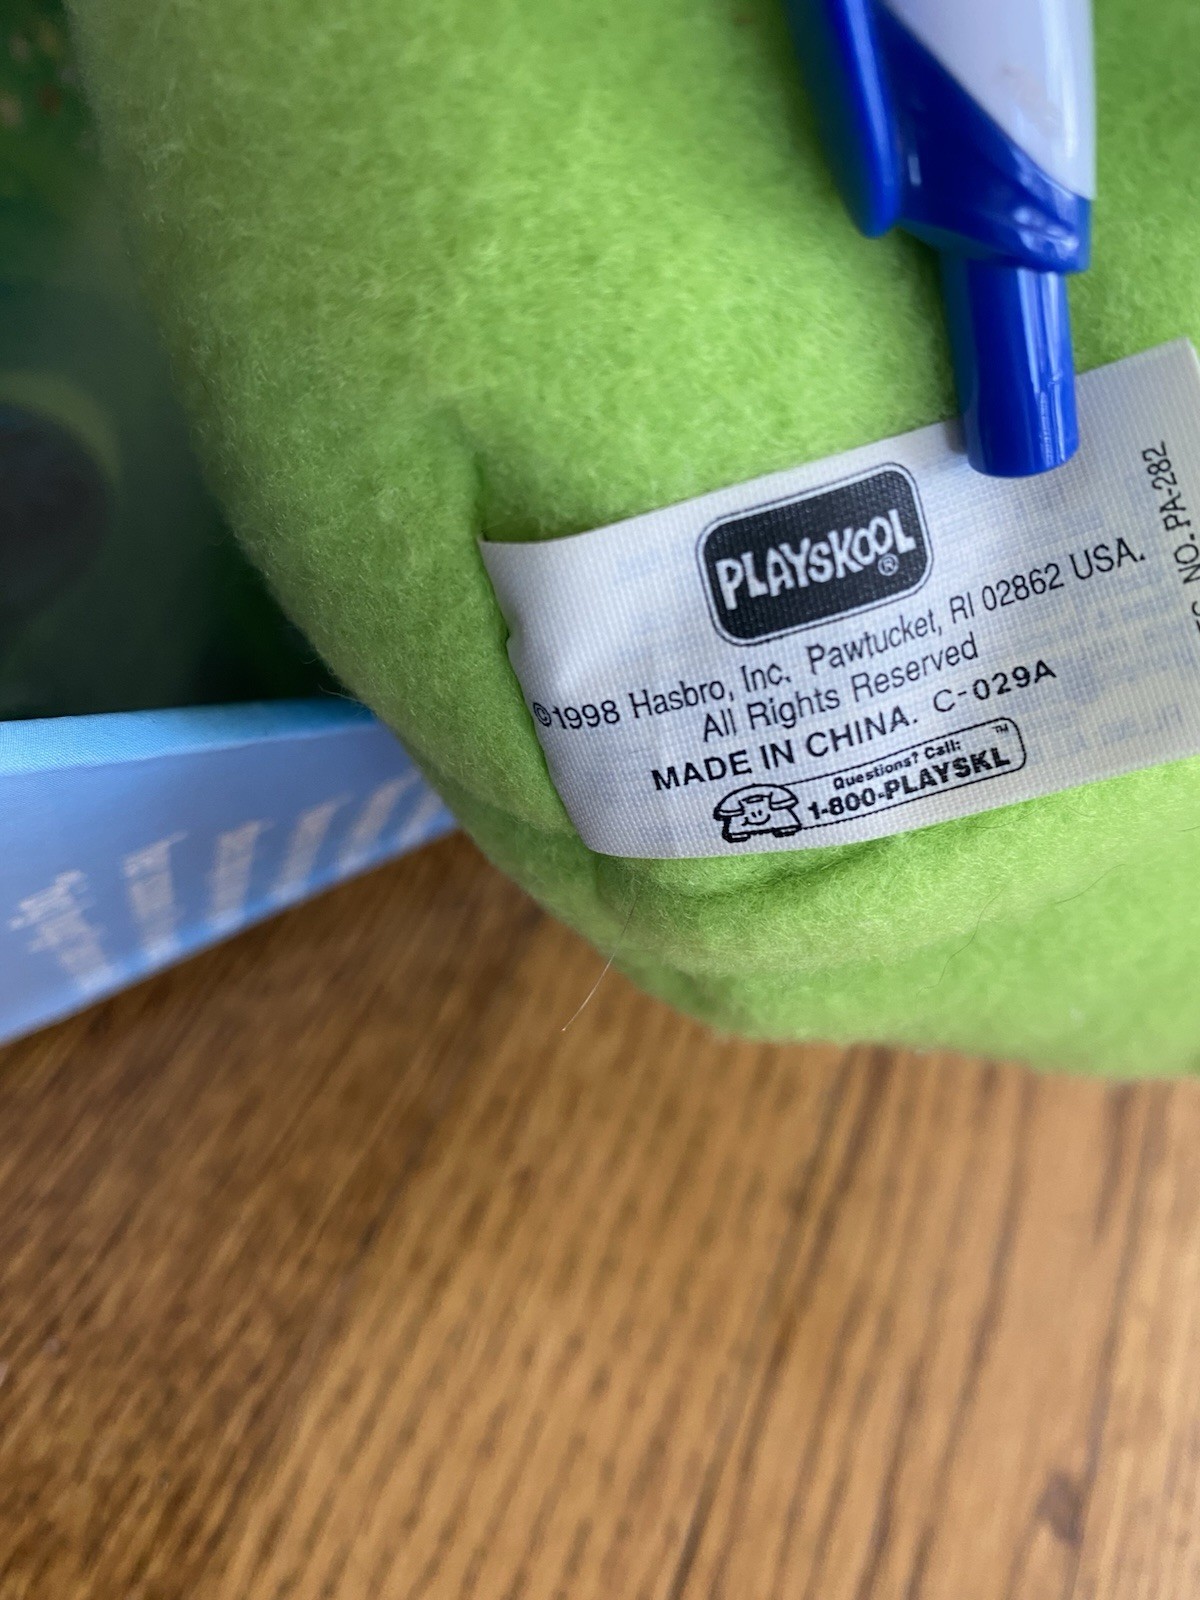 PLAYSKOOL®
©1998 Hasbro, Inc. Pawtucket, RI 02862 USA.
All Rights Reserved
MADE IN CHINA. C-029A
Questions? Call:
1-800-PLAYSKL™
NO. PA-282